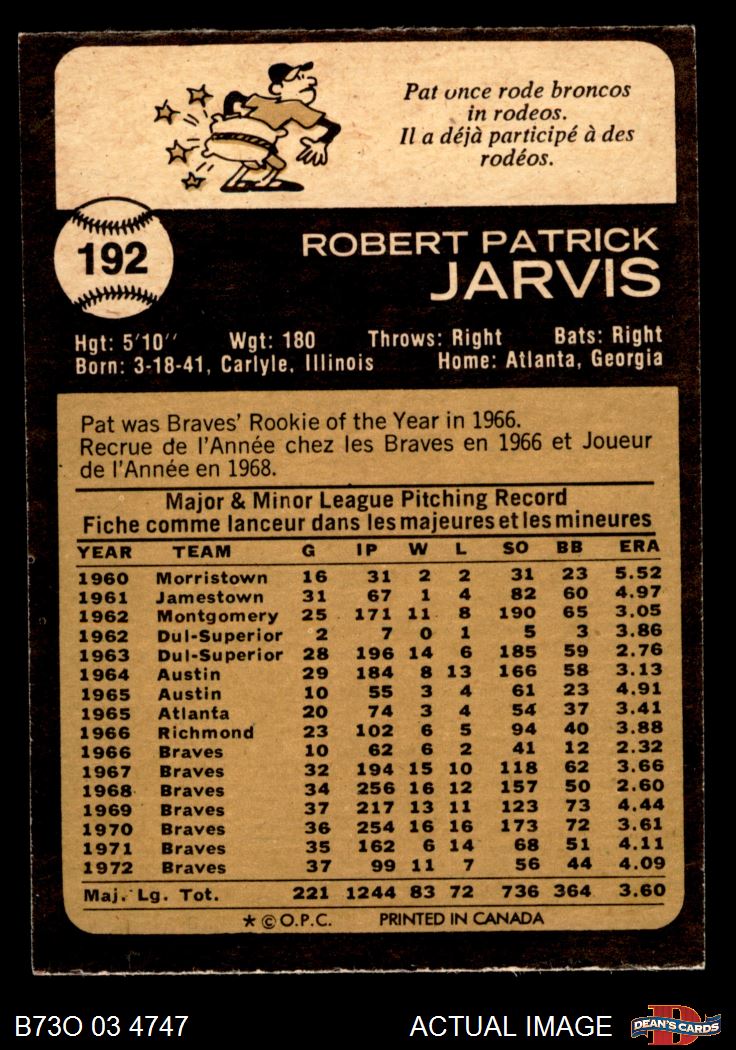 Pat once rode broncos
in rodeos.
Il a déjà participé à des
rodéos.
192
ROBERT PATRICK
JARVIS
Hgt: 5'10'' Wgt: 180 Throws: Right Bats: Right
Born: 3-18-41, Carlyle, Illinois Home: Atlanta, Georgia
Pat was Braves' Rookie of the Year in 1966.
Recrue de l'Année chez les Braves en 1966 et Joueur
de l'Année en 1968.
Major & Minor League Pitching Record
Fiche comme lanceur dans les majeures et les mineures
YEAR TEAM G IP W L SO BB ERA
1960 Morristown 16 31 2 2 31 23 5.52
1961 Jamestown 31 67 1 4 82 60 4.97
1962 Montgomery 25 171 11 8 190 65 3.05
1962 Dul-Superior 2 7 0 1 5 3 3.86
1963 Dul-Superior 28 196 14 6 185 59 2.76
1964 Austin 29 184 8 13 166 58 3.13
1965 Austin 10 55 3 4 61 23 4.91
1965 Atlanta 20 74 3 4 54 37 3.41
1966 Richmond 23 102 6 5 94 40 3.88
1966 Braves 10 62 6 2 41 12 2.32
1967 Braves 32 194 15 10 118 62 3.66
1968 Braves 34 256 16 12 157 50 2.60
1969 Braves 37 217 13 11 123 73 4.44
1970 Braves 36 254 16 16 173 72 3.61
1971 Braves 35 162 6 14 68 51 4.11
1972 Braves 37 99 11 7 56 44 4.09
Maj. Lg. Tot. 221 1244 83 72 736 364 3.60
* © O.P.C. PRINTED IN CANADA
B73O 03 4747 ACTUAL IMAGE DEAN'S CARDS